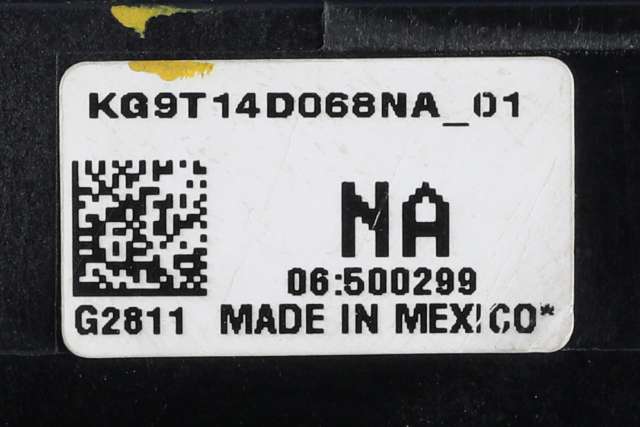 KG9T14D068NA_01
NA
06:500299
G2811 MADE IN MEXICO*